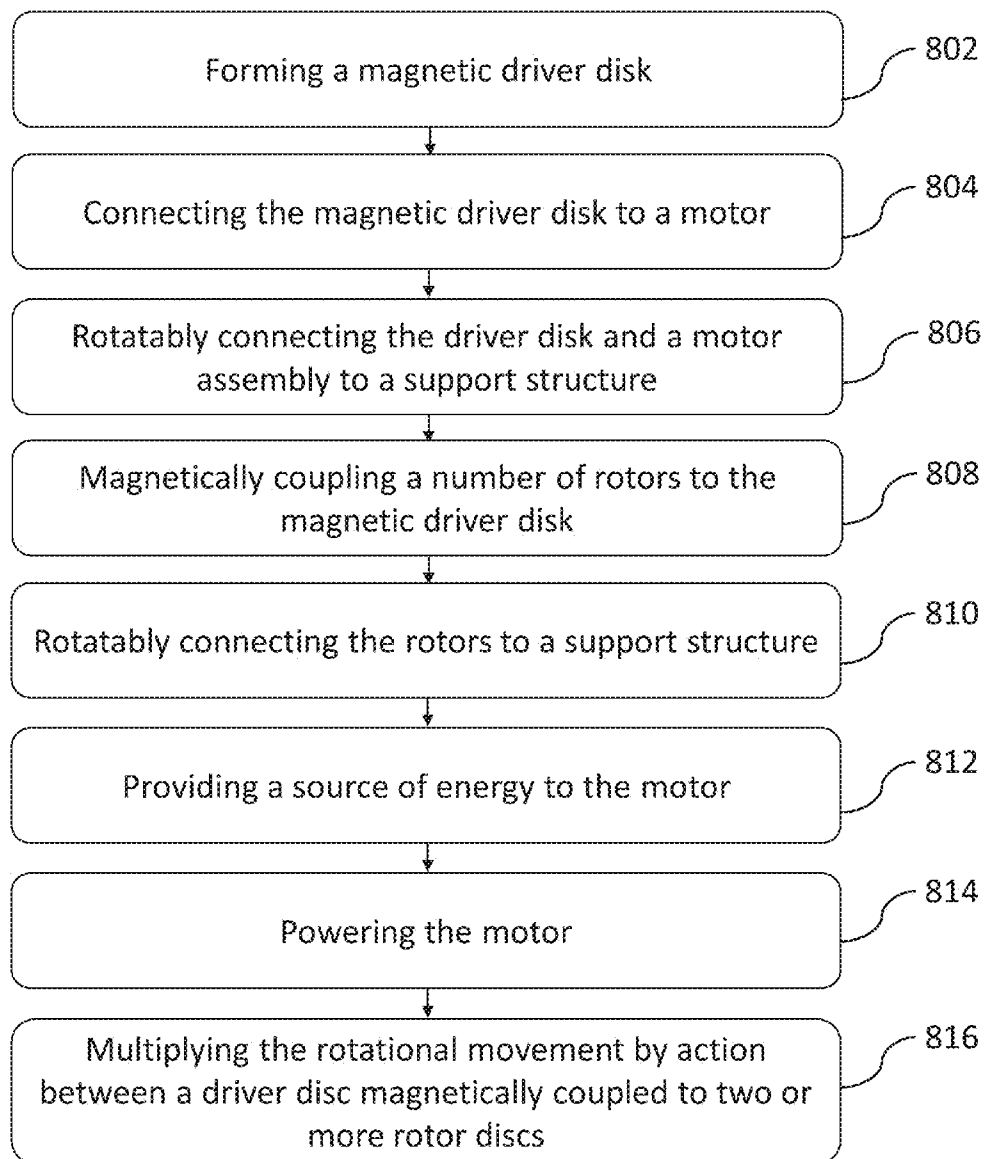 Forming a magnetic driver disk
802
Connecting the magnetic driver disk to a motor
804
Rotatably connecting the driver disk and a motor
assembly to a support structure
806
Magnetically coupling a number of rotors to the
magnetic driver disk
808
Rotatably connecting the rotors to a support structure
810
Providing a source of energy to the motor
812
Powering the motor
814
Multiplying the rotational movement by action
between a driver disc magnetically coupled to two or
more rotor discs
816